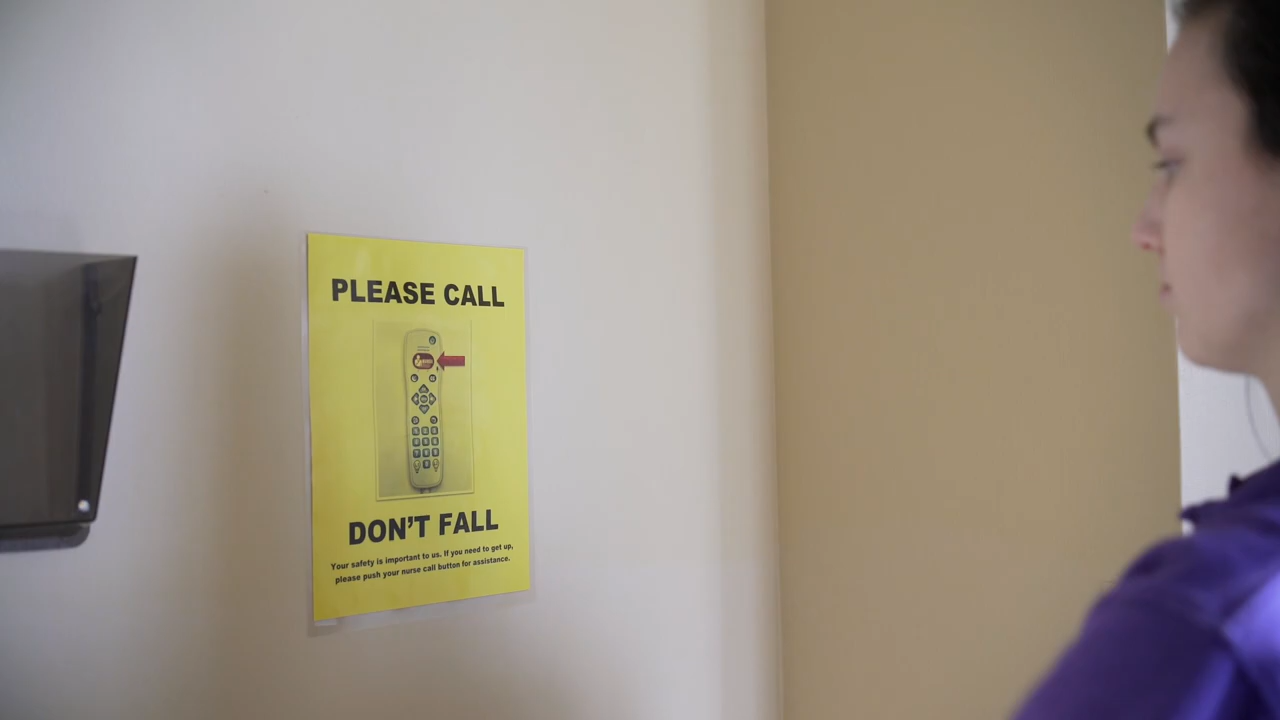 PLEASE CALL
DON'T FALL
Your safety is important to us. If you need to get up,
please push your nurse call button for assistance.